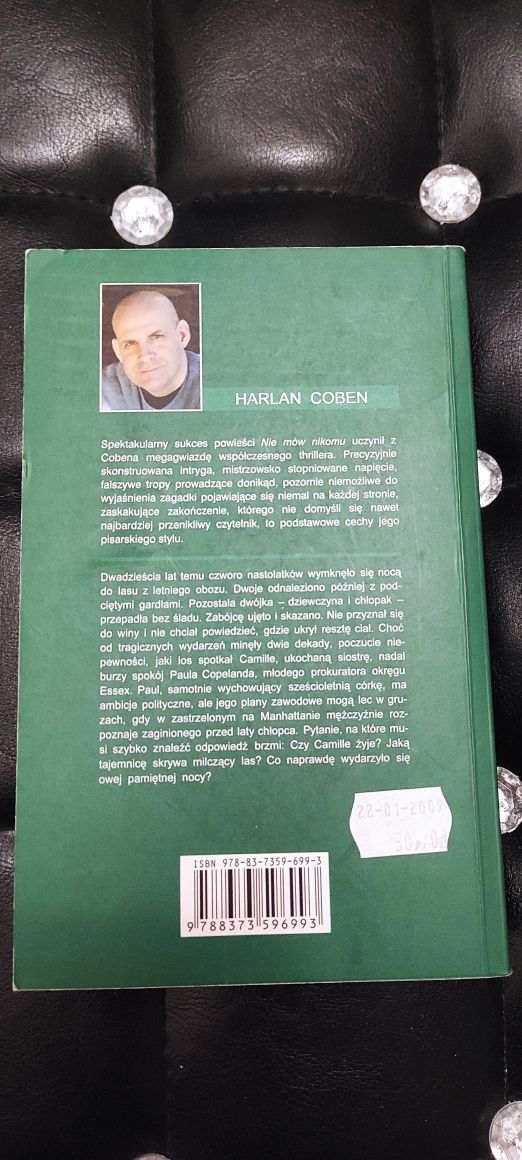 HARLAN COBEN
Spektakularny sukces powieści Nie mów nikomu uczynił z
Cobena megagwiazdę współczesnego thrillera. Precyzyjnie
skonstruowana intryga, mistrzowsko stopniowane napięcie,
fałszywe tropy prowadzące donikąd, pozornie niemożliwe do
wyjaśnienia zagadki pojawiające się niemal na każdej stronie,
zaskakujące zakończenie, którego nie domyśli się nawet
najbardziej przenikliwy czytelnik, to podstawowe cechy jego
pisarskiego stylu.
Dwadzieścia lat temu czworo nastolatków wymknęło się nocą
do lasu z letniego obozu. Dwoje odnaleziono później z pod-
ciętymi gardłami. Pozostała dwójka – dziewczyna i chłopak –
przepadła bez śladu. Zabójcę ujęto i skazano. Nie przyznał się
do winy i nie chciał powiedzieć, gdzie ukrył resztę ciał. Choć
od tragicznych wydarzeń minęły dwie dekady, poczucie nie-
pewności, jaki los spotkał Camille, ukochaną siostrę, nadal
burzy spokój Paula Copelanda, młodego prokuratora okręgu
Essex. Paul, samotnie wychowujący sześcioletnią córkę, ma
ambicje polityczne, ale jego plany zawodowe mogą lec w gru-
zach, gdy w zastrzelonym na Manhattanie mężczyźnie roz-
poznaje zaginionego przed laty chłopca. Pytanie, na które mu-
si szybko znaleźć odpowiedź brzmi: Czy Camille żyje? Jaką
tajemnicę skrywa milczący las? Co naprawdę wydarzyło się
owej pamiętnej nocy?
22-01-2009
ISBN 978-83-7359-699-3
9 788373 596993